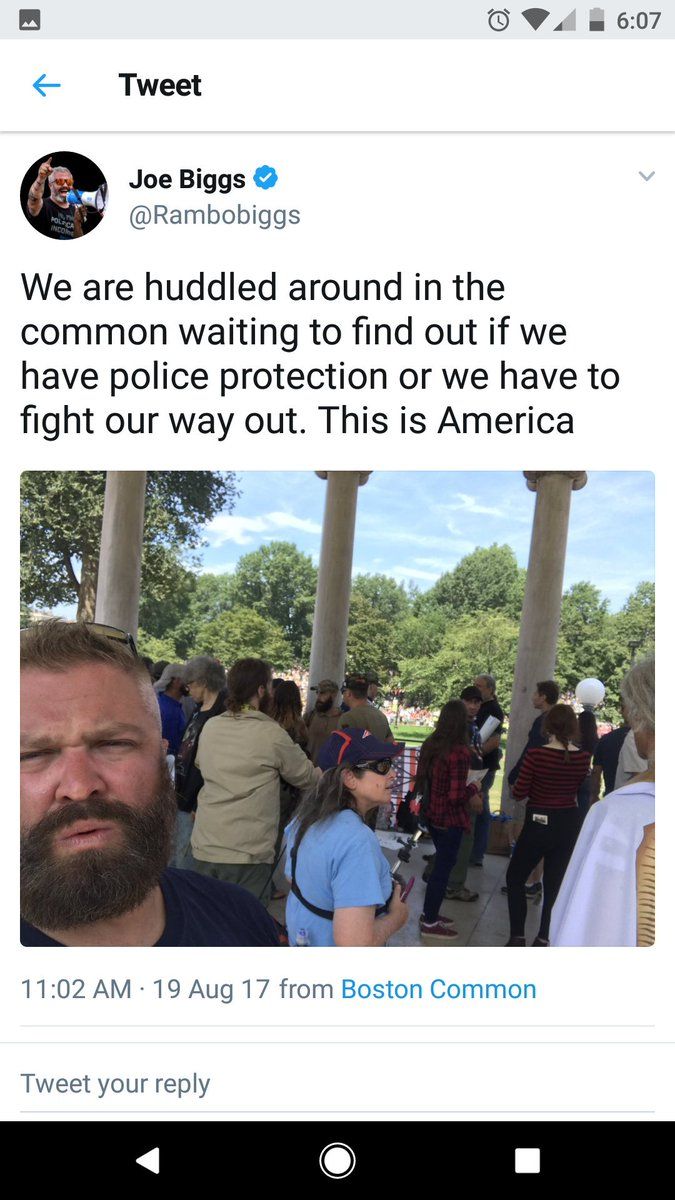 6:07
Tweet
Joe Biggs
@Rambobiggs
We are huddled around in the
common waiting to find out if we
have police protection or we have to
fight our way out. This is America
11:02 AM · 19 Aug 17 from Boston Common
Tweet your reply